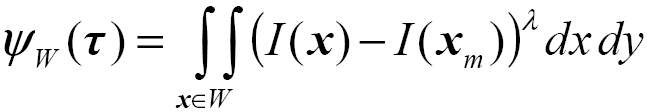 ψ_W(τ) = ∬_{x∈W} (I(x) − I(x_m))^λ dx dy